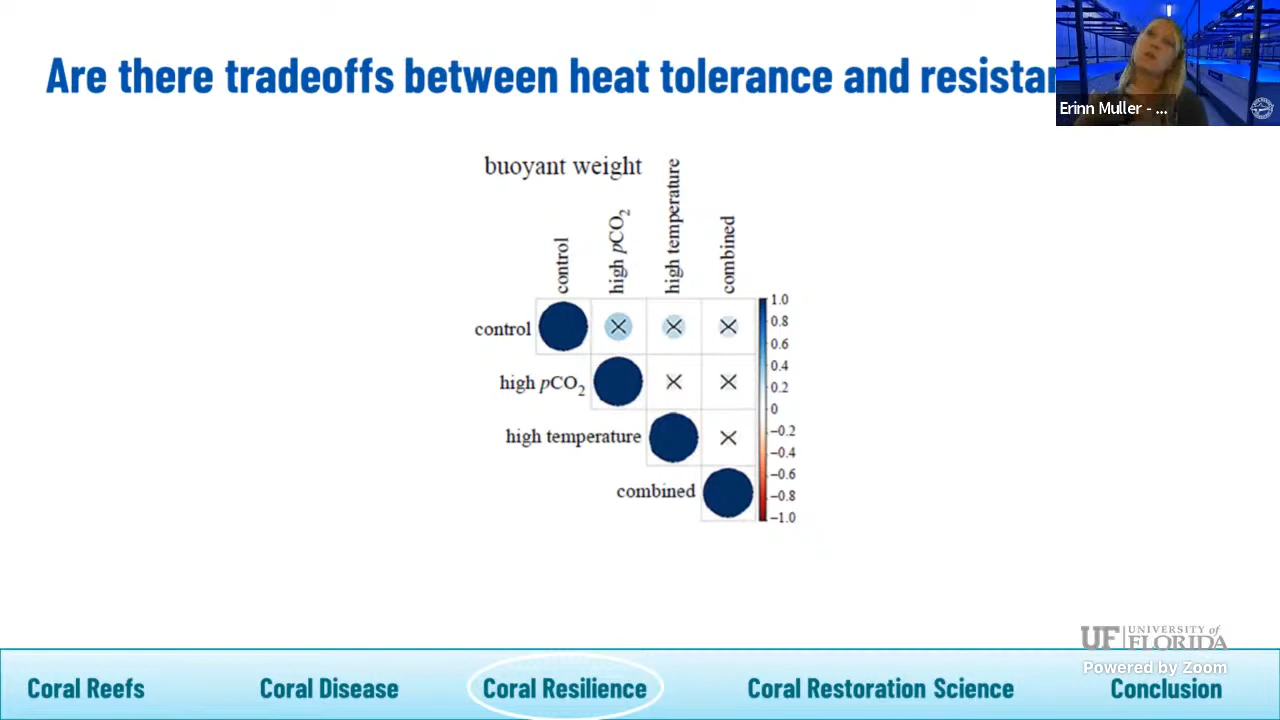 Are there tradeoffs between heat tolerance and
Erinn Muller - ...
buoyant weight
control
high pCO2
high temperature
combined
control
high pCO2
high temperature
combined
1.0
0.8
0.6
0.4
0.2
0
−0.2
−0.4
−0.6
−0.8
−1.0
UF UNIVERSITY of FLORIDA
Powered by Zoom
Coral Reefs Coral Disease Coral Resilience Coral Restoration Science Conclusion